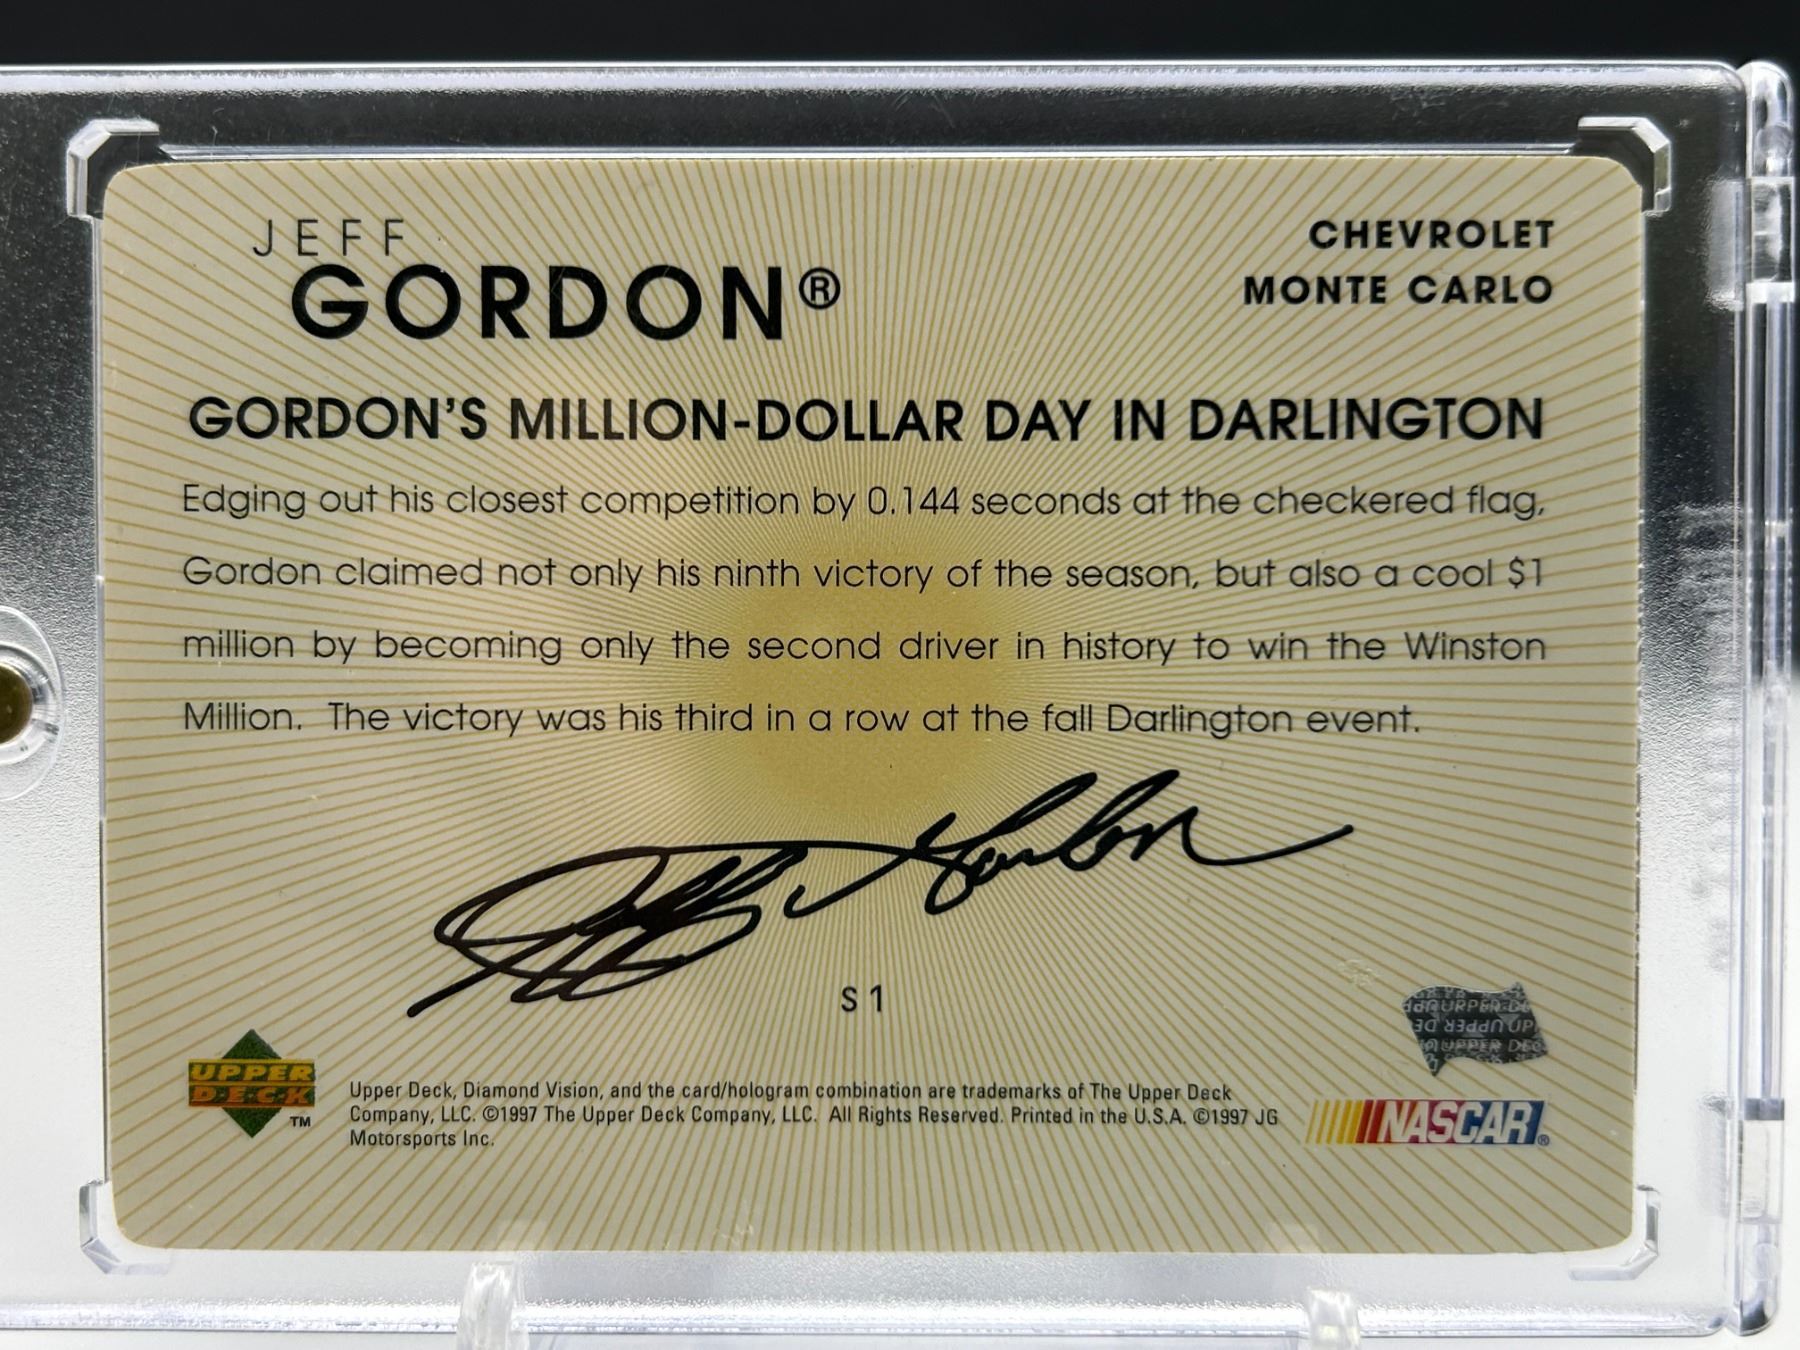 JEFF
GORDON®
CHEVROLET
MONTE CARLO
GORDON'S MILLION-DOLLAR DAY IN DARLINGTON
Edging out his closest competition by 0.144 seconds at the checkered flag,
Gordon claimed not only his ninth victory of the season, but also a cool $1
million by becoming only the second driver in history to win the Winston
Million. The victory was his third in a row at the fall Darlington event.
Jeff Gordon
S1
UPPER
DECK
TM
Upper Deck, Diamond Vision, and the card/hologram combination are trademarks of The Upper Deck
Company, LLC. ©1997 The Upper Deck Company, LLC. All Rights Reserved. Printed in the U.S.A. ©1997 JG
Motorsports Inc.
UPPER DECK
NASCAR®